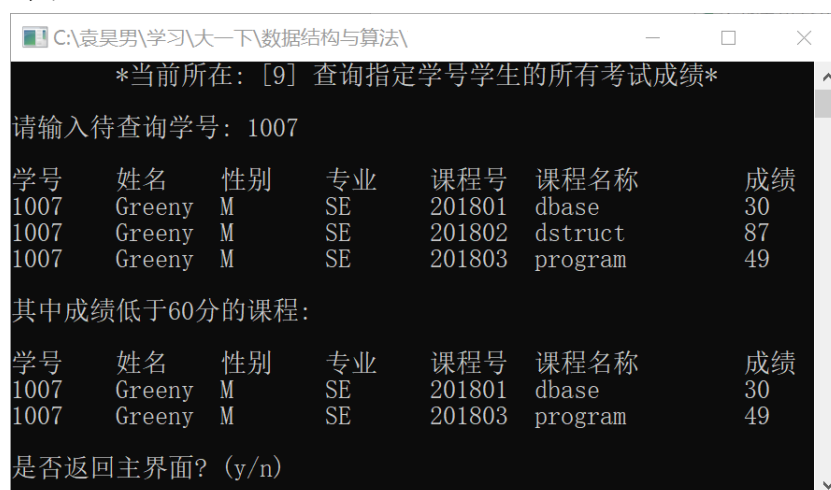 C:\袁昊男\学习\大一下\数据结构与算法\
*当前所在: [9] 查询指定学号学生的所有考试成绩*
请输入待查询学号: 1007
学号 姓名 性别 专业 课程号 课程名称 成绩
1007 Greeny M SE 201801 dbase 30
1007 Greeny M SE 201802 dstruct 87
1007 Greeny M SE 201803 program 49
其中成绩低于60分的课程:
学号 姓名 性别 专业 课程号 课程名称 成绩
1007 Greeny M SE 201801 dbase 30
1007 Greeny M SE 201803 program 49
是否返回主界面? (y/n)